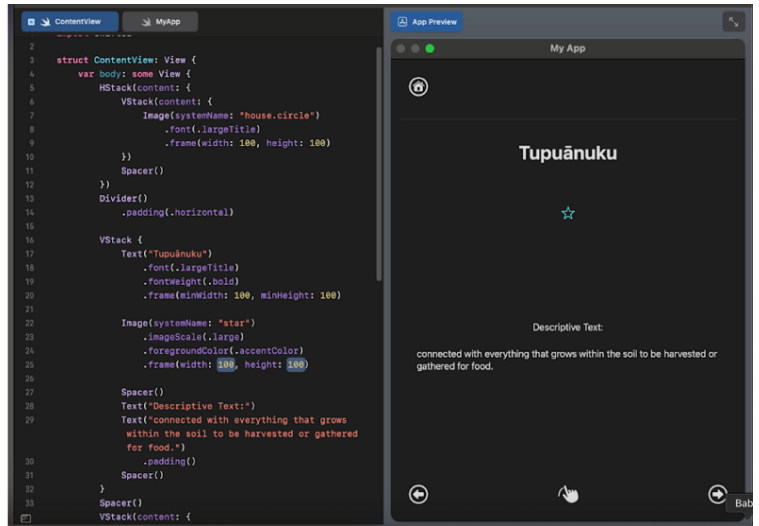 ContentView
MyApp
2
3 struct ContentView: View {
4 var body: some View {
5 HStack(content: {
6 VStack(content: {
7 Image(systemName: "house.circle")
8 .font(.largeTitle)
9 .frame(width: 100, height: 100)
10 })
11 Spacer()
12 })
13 Divider()
14 .padding(.horizontal)
15
16 VStack {
17 Text("Tupuānuku")
18 .font(.largeTitle)
19 .fontWeight(.bold)
20 .frame(minWidth: 100, minHeight: 100)
21
22 Image(systemName: "star")
23 .imageScale(.large)
24 .foregroundColor(.accentColor)
25 .frame(width: 100, height: 100)
26
27 Spacer()
28 Text("Descriptive Text:")
29 Text("connected with everything that grows
within the soil to be harvested or gathered
for food.")
30 .padding()
31 Spacer()
32 }
33 Spacer()
VStack(content: {
App Preview
My App
Tupuānuku
Descriptive Text:
connected with everything that grows within the soil to be harvested or
gathered for food.
Bab